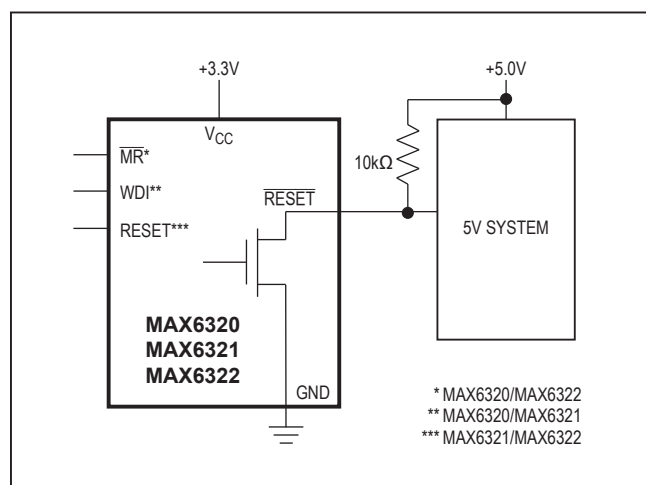 +3.3V
+5.0V
VCC
MR*
WDI**
RESET***
RESET
10kΩ
5V SYSTEM
MAX6320
MAX6321
MAX6322
GND
* MAX6320/MAX6322
** MAX6320/MAX6321
*** MAX6321/MAX6322